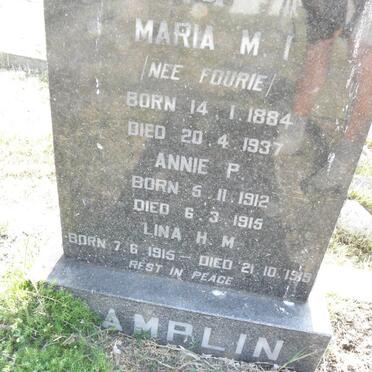 MARIA M. T.
(NEE FOURIE)
BORN 14. 1. 1884
DIED 20. 4. 1937
ANNIE P.
BORN 5. 11. 1912
DIED 6. 3. 1915
LINA H. M.
BORN 7. 6. 1915 — DIED 21. 10. 1915
REST IN PEACE
AMPLIN